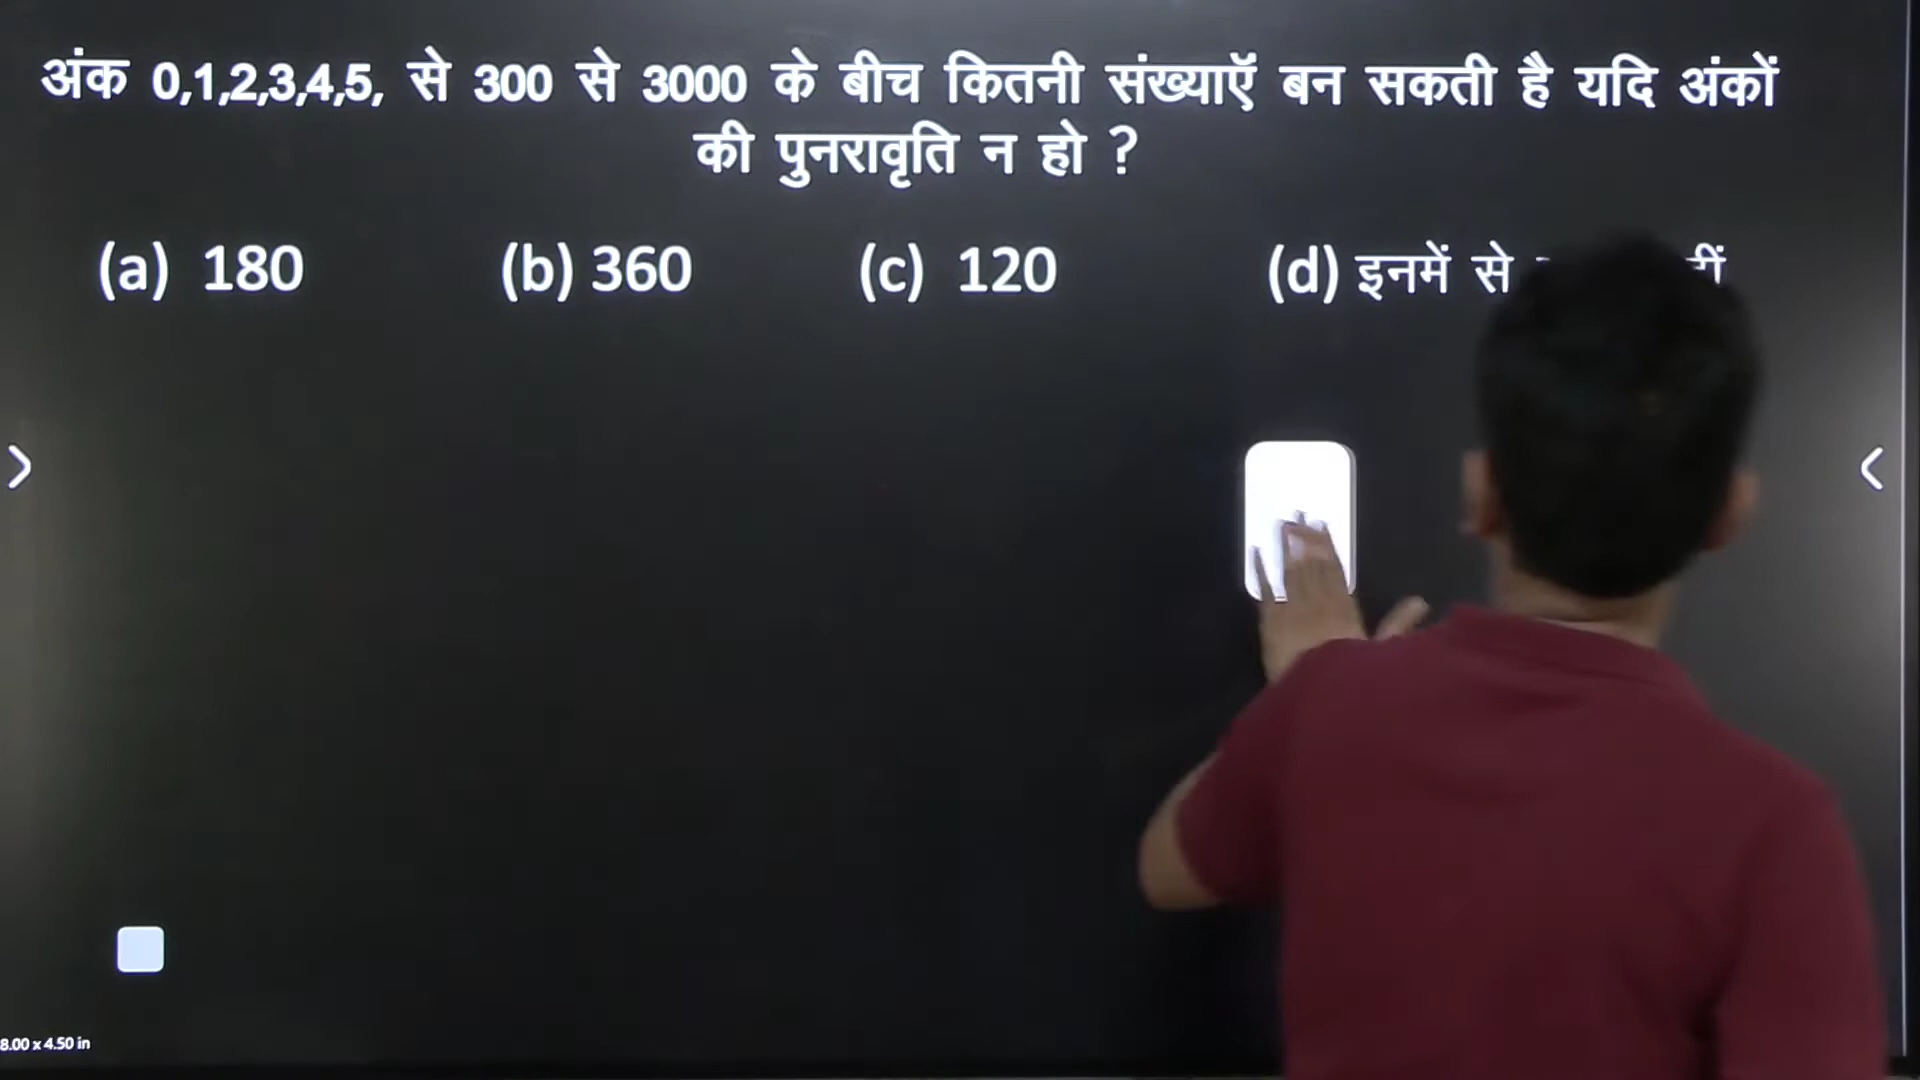 अंक 0,1,2,3,4,5, से 300 से 3000 के बीच कितनी संख्याऍ बन सकती है यदि अंकों
की पुनरावृति न हो ?
(a) 180 (b) 360 (c) 120 (d) इनमें से
8.00 x 4.50 in